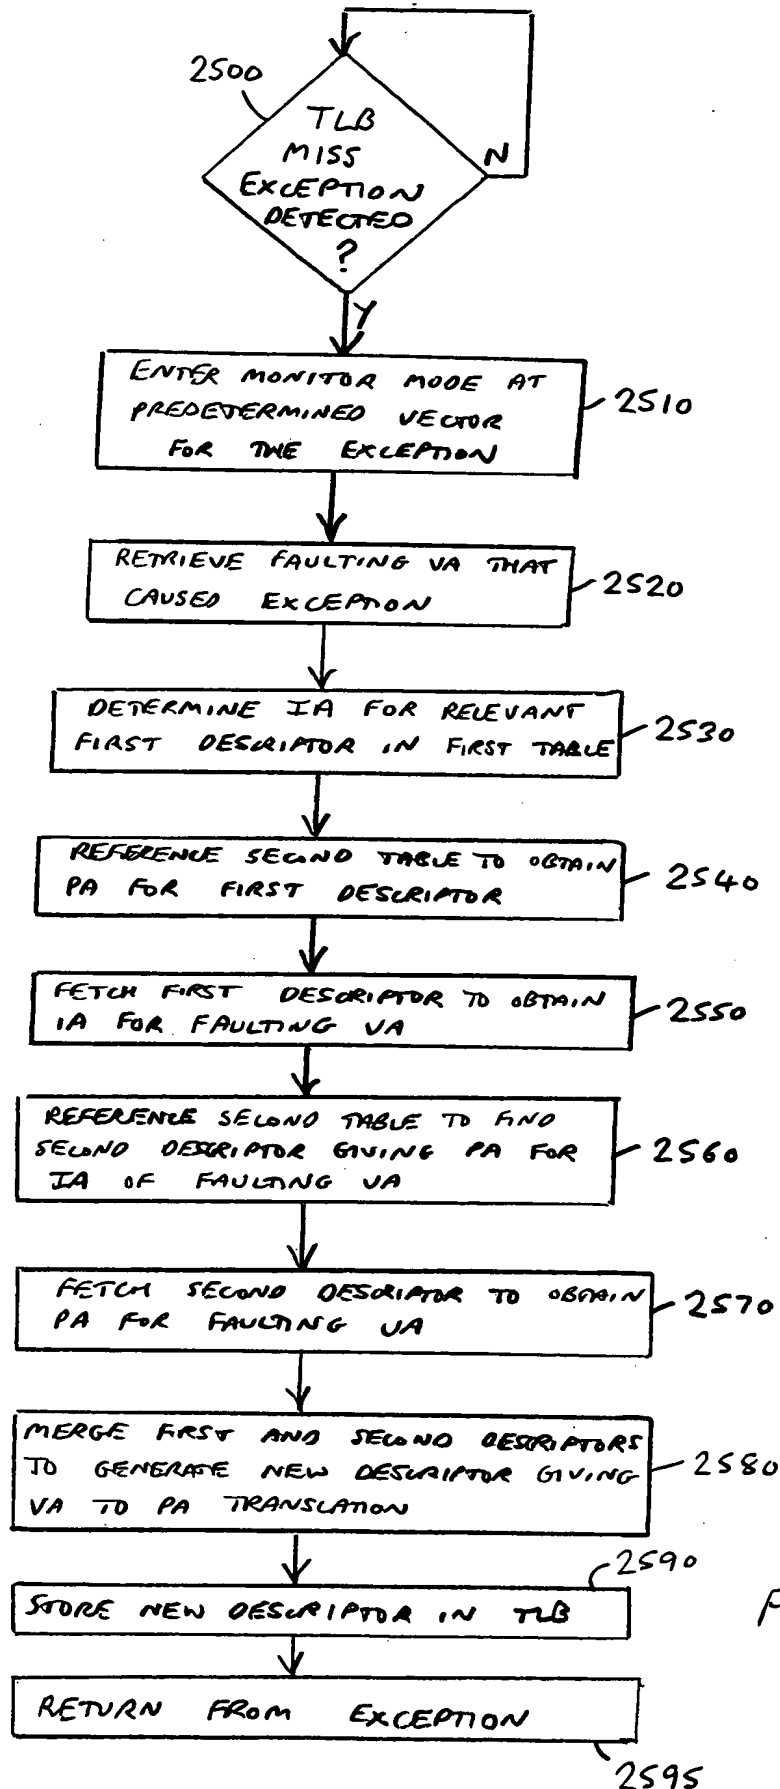 2500
TLB
MISS
EXCEPTION
DETECTED
?
N
Y
ENTER MONITOR MODE AT
PREDETERMINED VECTOR
FOR THE EXCEPTION
2510
RETRIEVE FAULTING VA THAT
CAUSED EXCEPTION
2520
DETERMINE IA FOR RELEVANT
FIRST DESCRIPTOR IN FIRST TABLE
2530
REFERENCE SECOND TABLE TO OBTAIN
PA FOR FIRST DESCRIPTOR
2540
FETCH FIRST DESCRIPTOR TO OBTAIN
IA FOR FAULTING VA
2550
REFERENCE SECOND TABLE TO FIND
SECOND DESCRIPTOR GIVING PA FOR
IA OF FAULTING VA
2560
FETCH SECOND DESCRIPTOR TO OBTAIN
PA FOR FAULTING VA
2570
MERGE FIRST AND SECOND DESCRIPTORS
TO GENERATE NEW DESCRIPTOR GIVING
VA TO PA TRANSLATION
2580
2590
STORE NEW DESCRIPTOR IN TLB
RETURN FROM EXCEPTION
2595